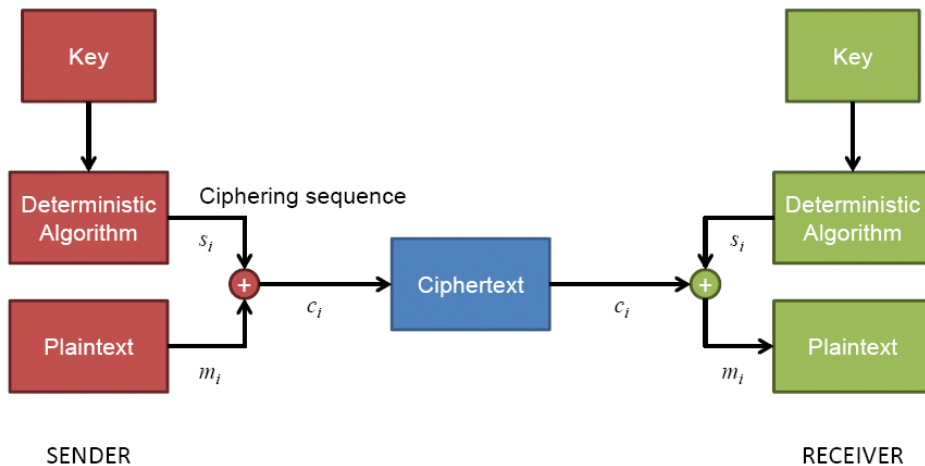 Key
Key
Deterministic
Algorithm
Ciphering sequence
Deterministic
Algorithm
s_i
s_i
+
Ciphertext
+
c_i
c_i
Plaintext
Plaintext
m_i
m_i
SENDER
RECEIVER